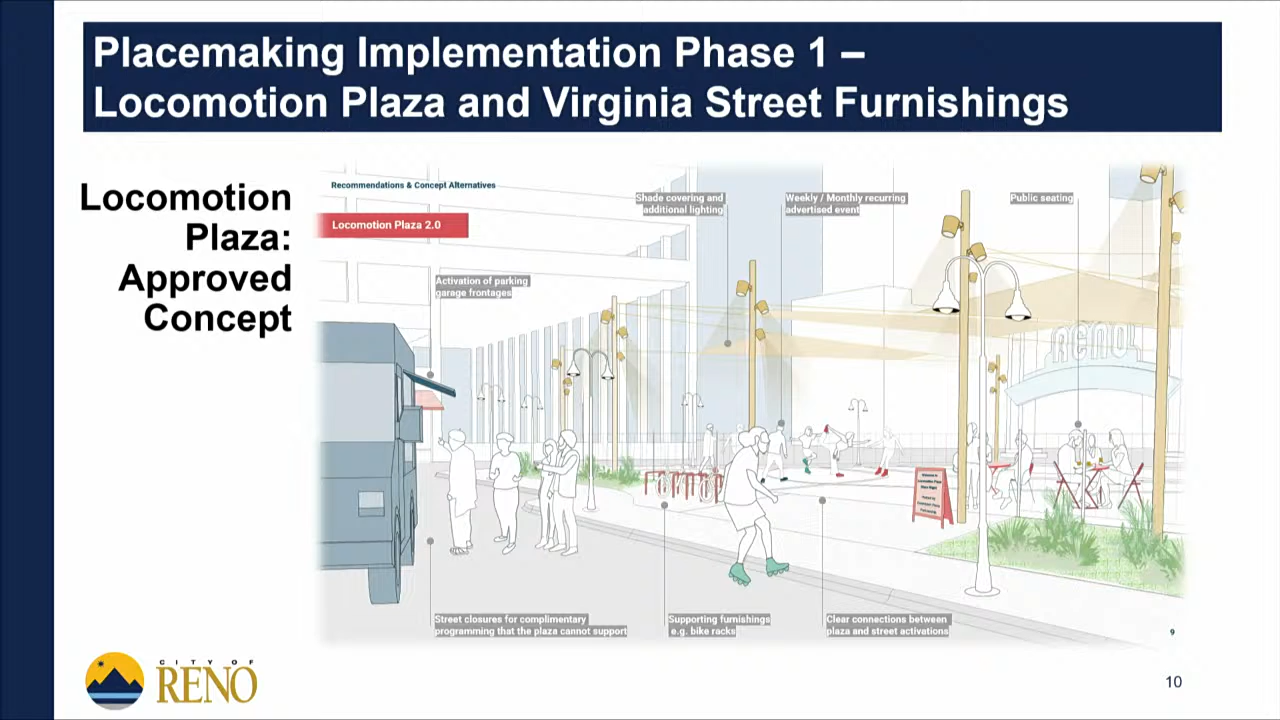 Placemaking Implementation Phase 1 –
Locomotion Plaza and Virginia Street Furnishings
Locomotion
Plaza:
Approved
Concept
Recommendations & Concept Alternatives
Locomotion Plaza 2.0
Shade covering and
additional lighting
Weekly / Monthly recurring
advertised event
Public seating
Activation of parking
garage frontages
RENO
Street closures for complimentary
programming that the plaza cannot support
Supporting furnishings
e.g. bike racks
Clear connections between
plaza and street activations
9
CITY OF
RENO
10